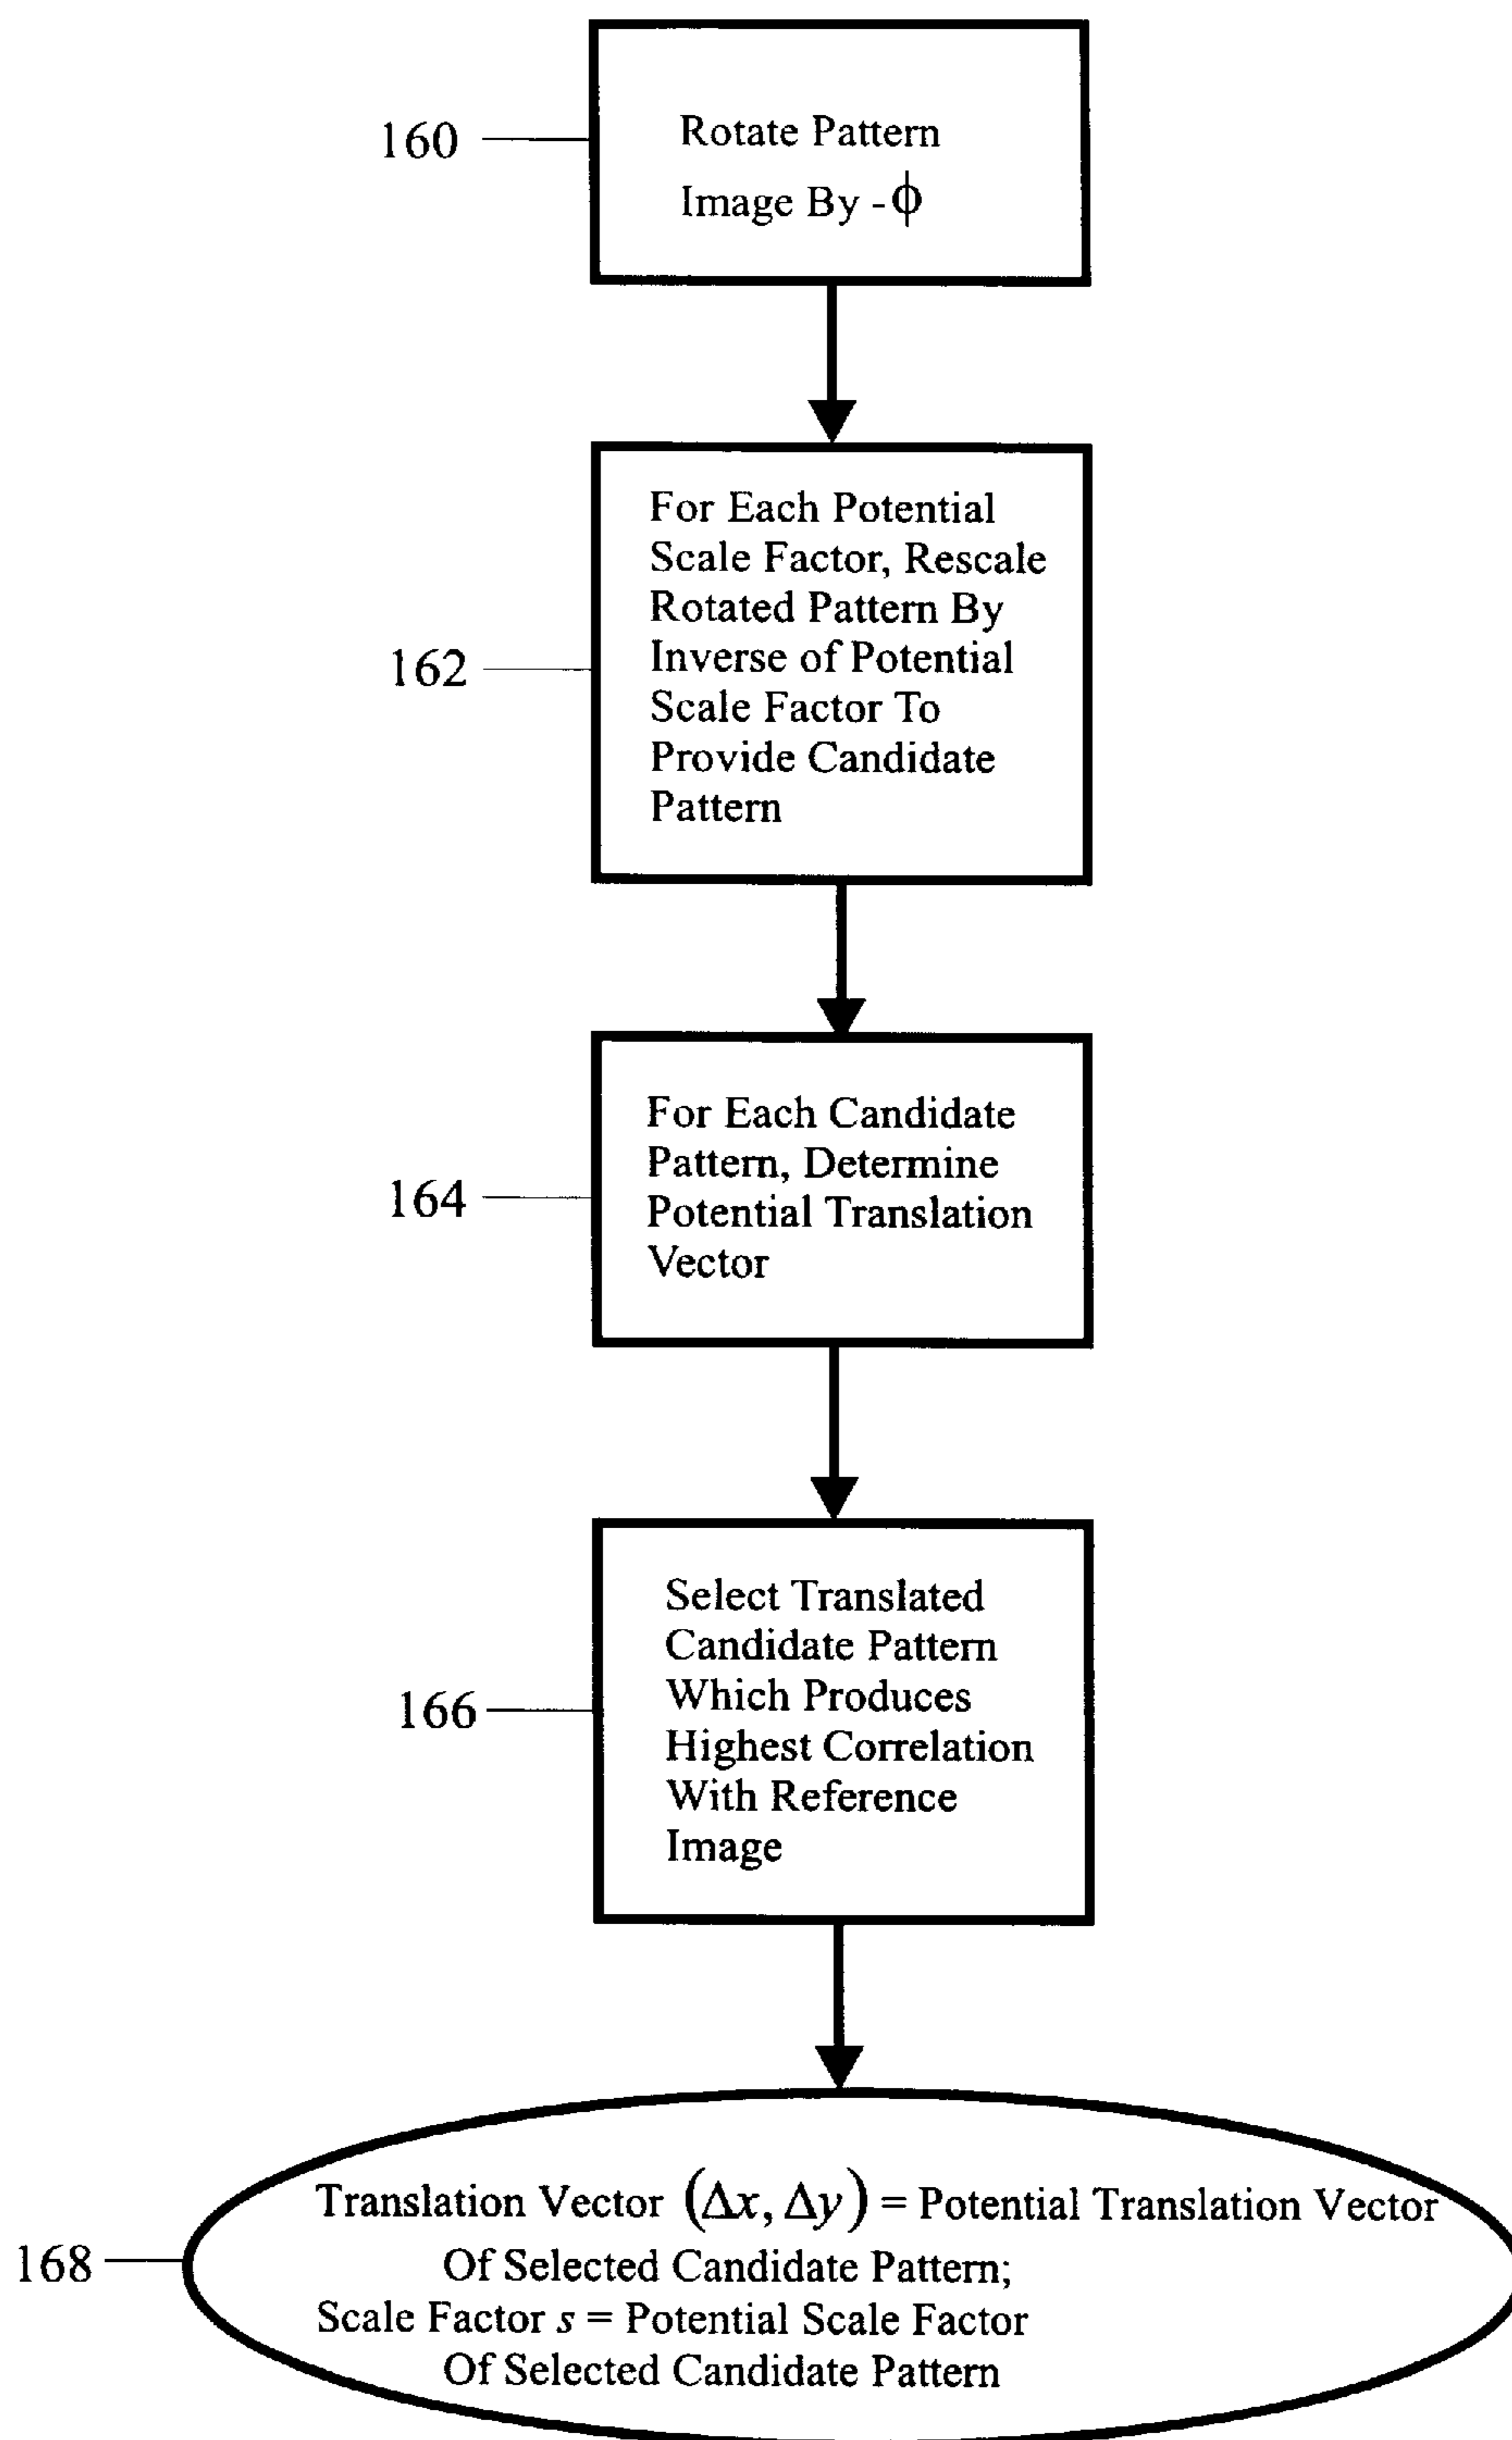 160
Rotate Pattern
Image By -ϕ
For Each Potential
Scale Factor, Rescale
Rotated Pattern By
162
Inverse of Potential
Scale Factor To
Provide Candidate
Pattern
For Each Candidate
Pattern, Determine
164
Potential Translation
Vector
Select Translated
Candidate Pattern
166
Which Produces
Highest Correlation
With Reference
Image
Translation Vector (Δx, Δy) = Potential Translation Vector
168
Of Selected Candidate Pattern;
Scale Factor s = Potential Scale Factor
Of Selected Candidate Pattern